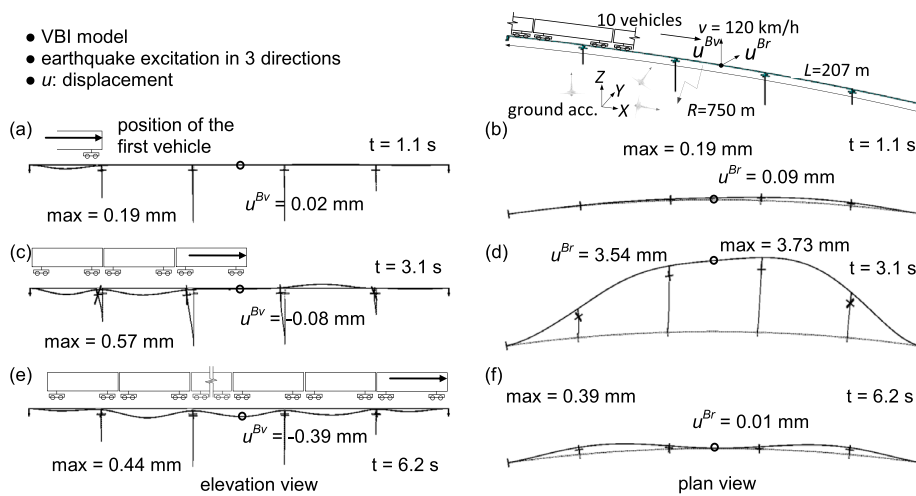 ● VBI model
● earthquake excitation in 3 directions
● u: displacement
10 vehicles
v = 120 km/h
u^Bv
u^Br
L=207 m
Z
Y
X
ground acc.
R=750 m
(a)
position of the
first vehicle
t = 1.1 s
max = 0.19 mm
u^Bv = 0.02 mm
(b)
max = 0.19 mm
t = 1.1 s
u^Br = 0.09 mm
(c)
t = 3.1 s
max = 0.57 mm
u^Bv = -0.08 mm
(d)
u^Br = 3.54 mm
max = 3.73 mm
t = 3.1 s
(e)
u^Bv = -0.39 mm
max = 0.44 mm
t = 6.2 s
elevation view
(f)
max = 0.39 mm
t = 6.2 s
u^Br = 0.01 mm
plan view